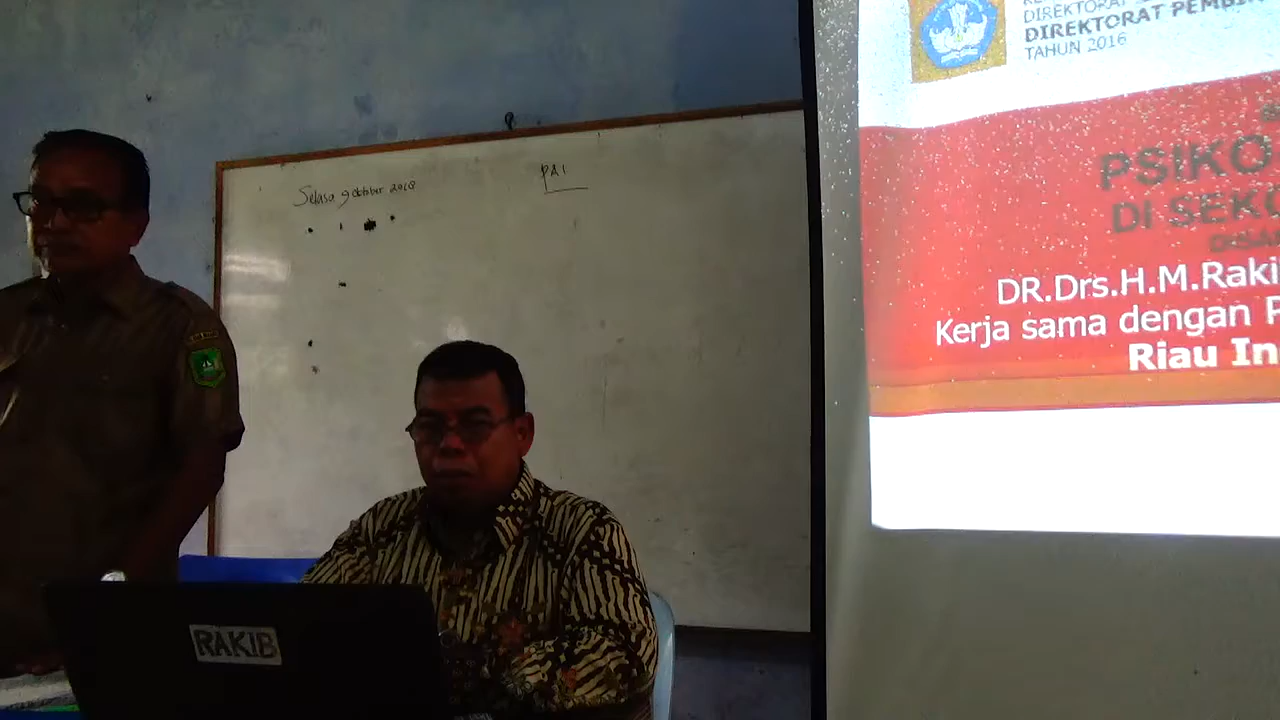 Selasa 9 Oktober 2018
PAI
RAKIB
DIREKTORAT
DIREKTORAT PEMBIN
TAHUN 2016
PSIKO
DI SEKO
DR.Drs.H.M.Raki
Kerja sama dengan P
Riau In